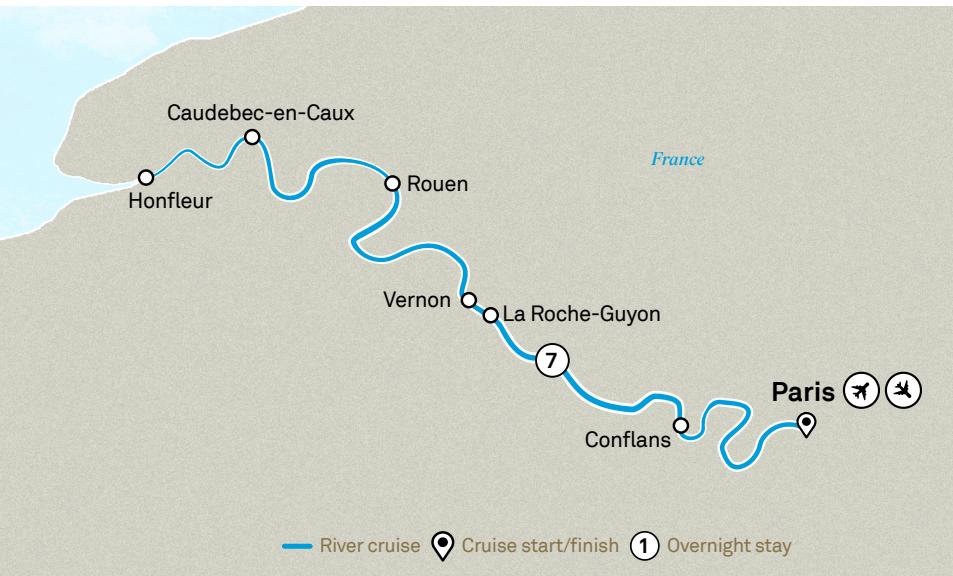 Caudebec-en-Caux
France
Rouen
Honfleur
Vernon
La Roche-Guyon
7
Paris
Conflans
River cruise
Cruise start/finish
1
Overnight stay